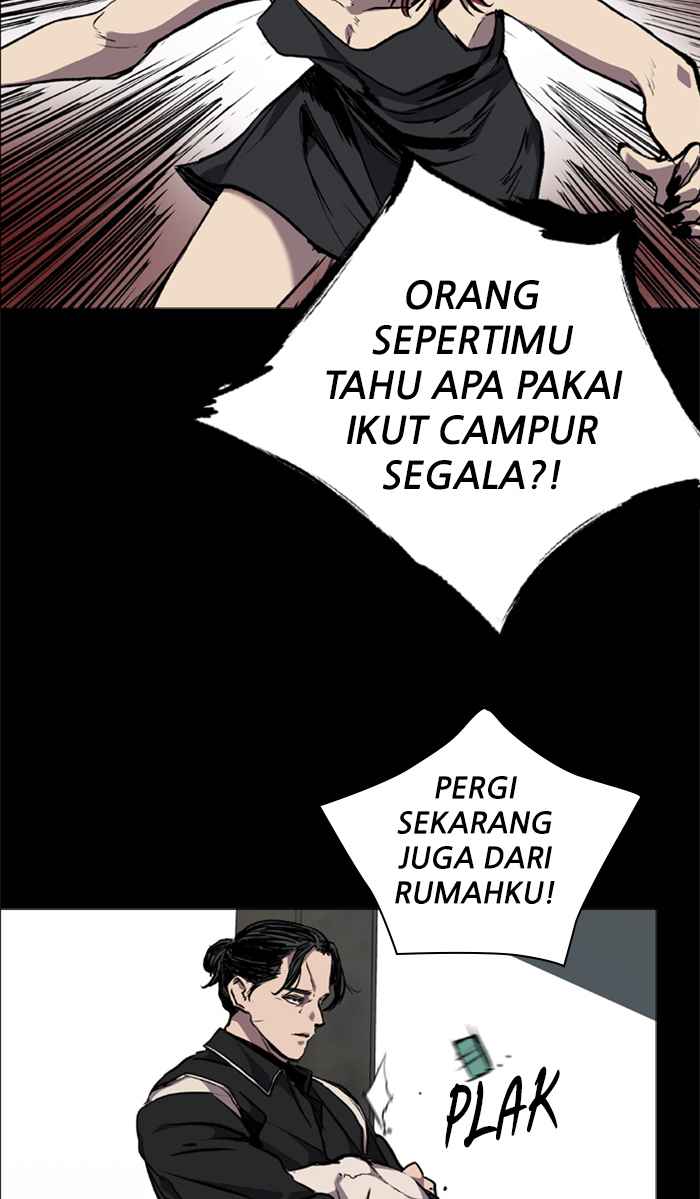 ORANG
SEPERTIMU
TAHU APA PAKAI
IKUT CAMPUR
SEGALA?!
PERGI
SEKARANG
JUGA DARI
RUMAHKU!
PLAK